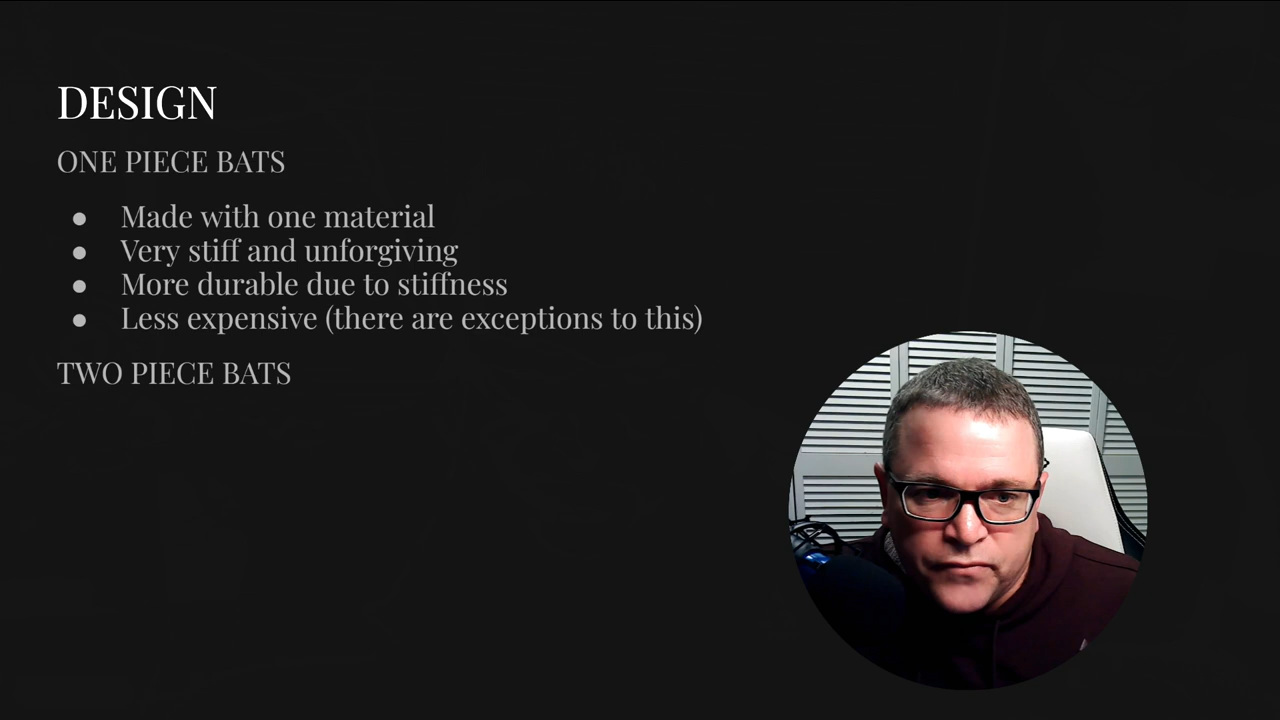 DESIGN
ONE PIECE BATS
● Made with one material
● Very stiff and unforgiving
● More durable due to stiffness
● Less expensive (there are exceptions to this)
TWO PIECE BATS